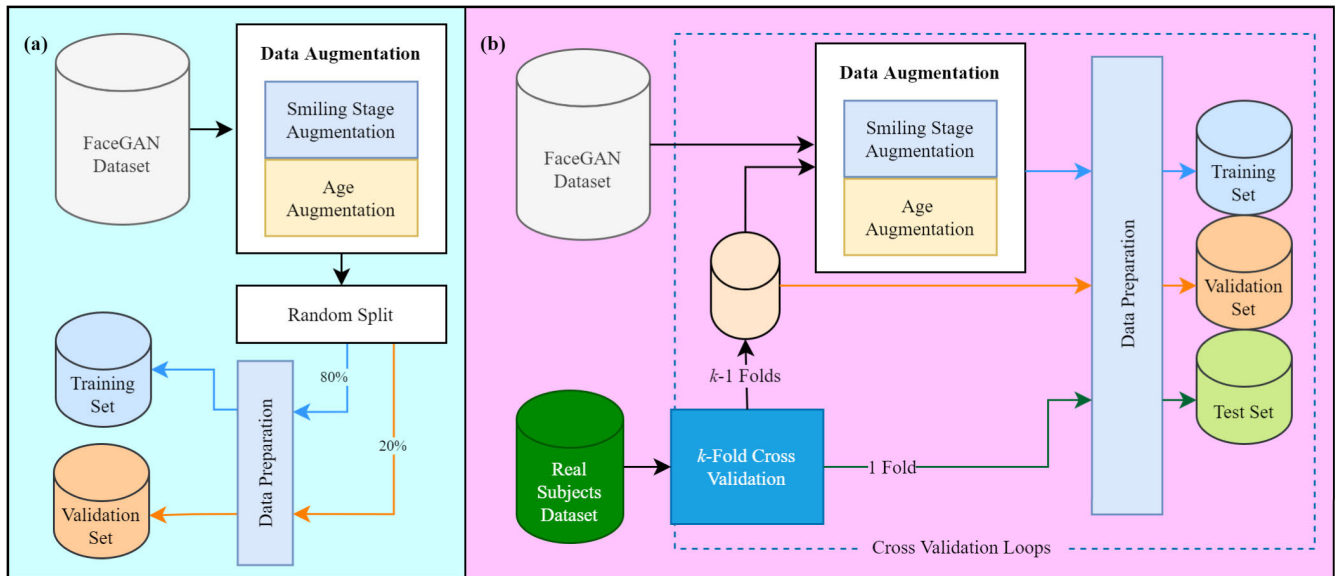 (a)
FaceGAN
Dataset
Data Augmentation
Smiling Stage
Augmentation
Age
Augmentation
Random Split
80%
20%
Training
Set
Validation
Set
Data Preparation
(b)
FaceGAN
Dataset
Data Augmentation
Smiling Stage
Augmentation
Age
Augmentation
k-1 Folds
Real
Subjects
Dataset
k-Fold Cross
Validation
1 Fold
Data Preparation
Training
Set
Validation
Set
Test Set
Cross Validation Loops